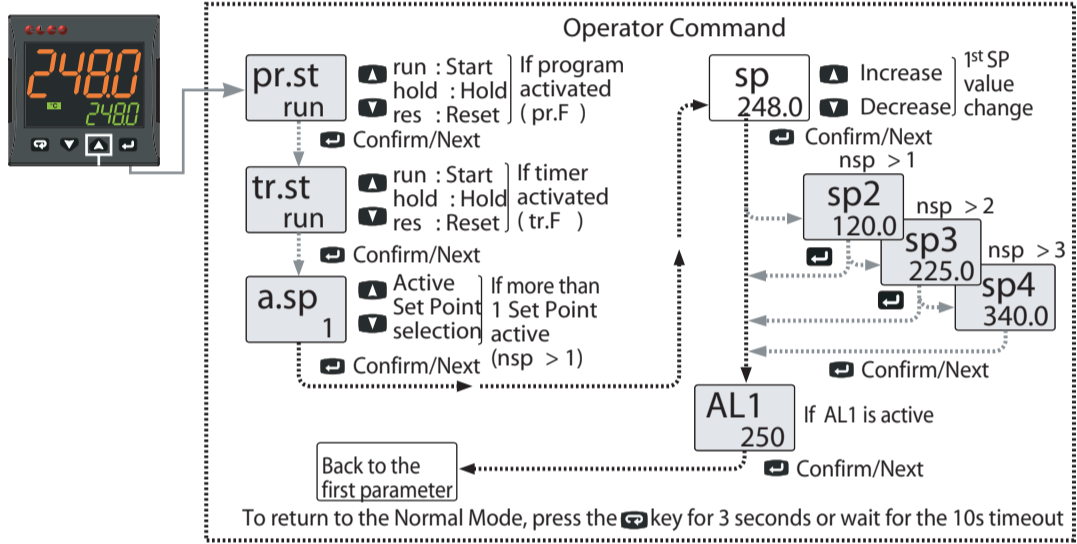 Operator Command
248.0
°C
248.0
pr.st
run
run : Start
hold : Hold
res : Reset
If program
activated
( pr.F )
Confirm/Next
tr.st
run
run : Start
hold : Hold
res : Reset
If timer
activated
( tr.F )
Confirm/Next
a.sp
1
Active
Set Point
selection
If more than
1 Set Point
active
(nsp > 1)
Confirm/Next
sp
248.0
Increase
Decrease
1st SP
value
change
Confirm/Next
nsp > 1
sp2
120.0
nsp > 2
sp3
225.0
nsp > 3
sp4
340.0
Confirm/Next
AL1
250
If AL1 is active
Confirm/Next
Back to the
first parameter
To return to the Normal Mode, press the key for 3 seconds or wait for the 10s timeout